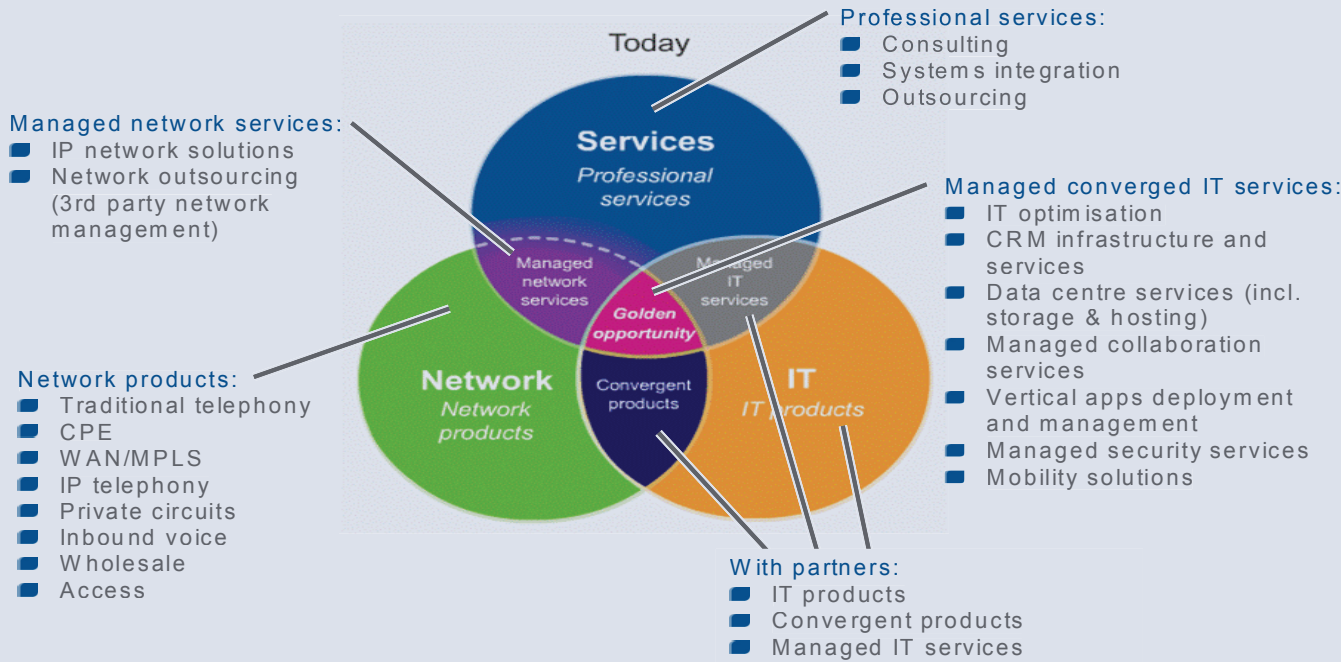 Today
Professional services:
Consulting
Systems integration
Outsourcing
Managed network services:
IP network solutions
Network outsourcing
(3rd party network
management)
Services
Professional
services
Managed converged IT services:
IT optimisation
CRM infrastructure and
services
Data centre services (incl.
storage & hosting)
Managed collaboration
services
Vertical apps deployment
and management
Managed security services
Mobility solutions
Managed
network
services
Managed
IT
services
Golden
opportunity
Network
Network
products
Convergent
products
IT
IT products
Network products:
Traditional telephony
CPE
WAN/MPLS
IP telephony
Private circuits
Inbound voice
Wholesale
Access
With partners:
IT products
Convergent products
Managed IT services